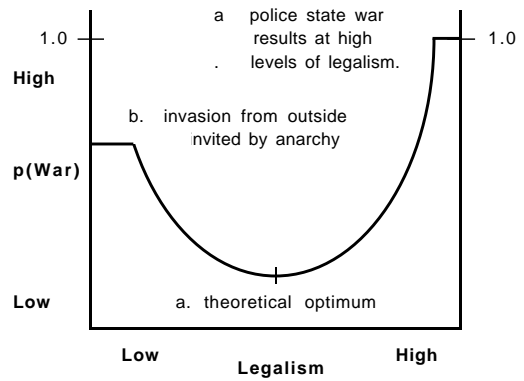 a police state war
1.0 results at high 1.0
. levels of legalism.
High
b. invasion from outside
nvited by anarchy
p(War)
Low a. theoretical optimum
Low High
Legalism